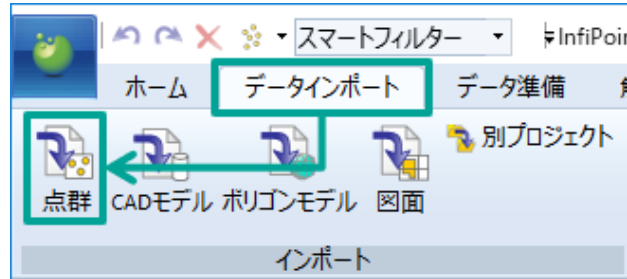 スマートフィルター
InfiPoin
ホーム データインポート データ準備
点群 CADモデル ポリゴンモデル 図面 別プロジェクト
インポート